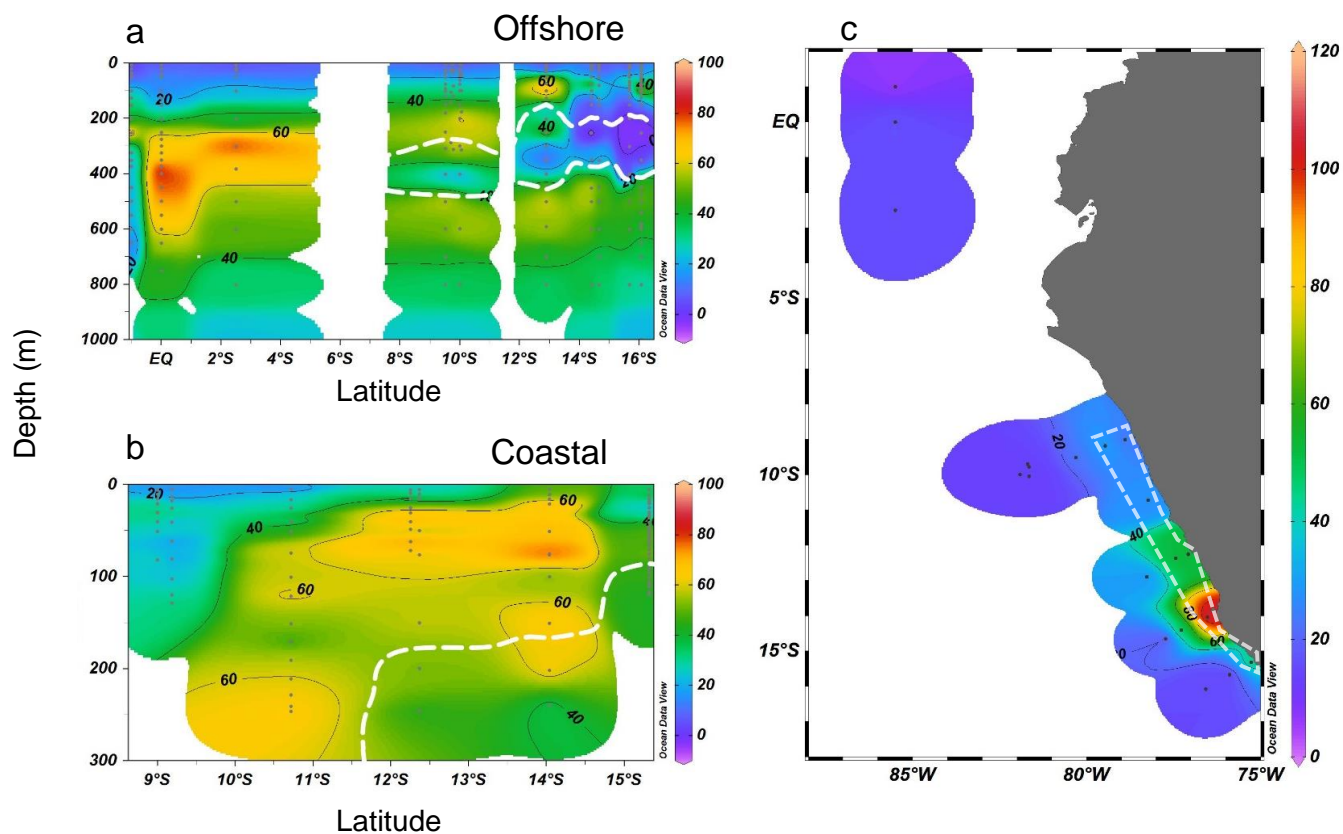 a
Offshore
0
200
400
600
800
1000
20
60
40
40
60
40
20
EQ
2°S
4°S
6°S
8°S
10°S
12°S
14°S
16°S
100
80
60
40
20
0
Ocean Data View
Latitude
Depth (m)
b
Coastal
0
100
200
300
20
40
60
60
60
60
40
9°S
10°S
11°S
12°S
13°S
14°S
15°S
100
80
60
40
20
0
Ocean Data View
Latitude
c
EQ
5°S
10°S
15°S
20
40
60
85°W
80°W
75°W
120
100
80
60
40
20
0
Ocean Data View